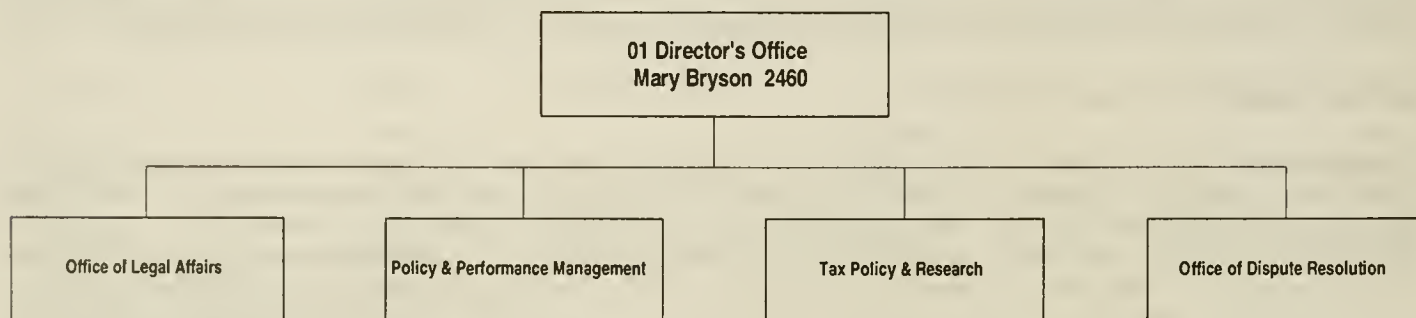 01 Director's Office
Mary Bryson 2460
Office of Legal Affairs
Policy & Performance Management
Tax Policy & Research
Office of Dispute Resolution